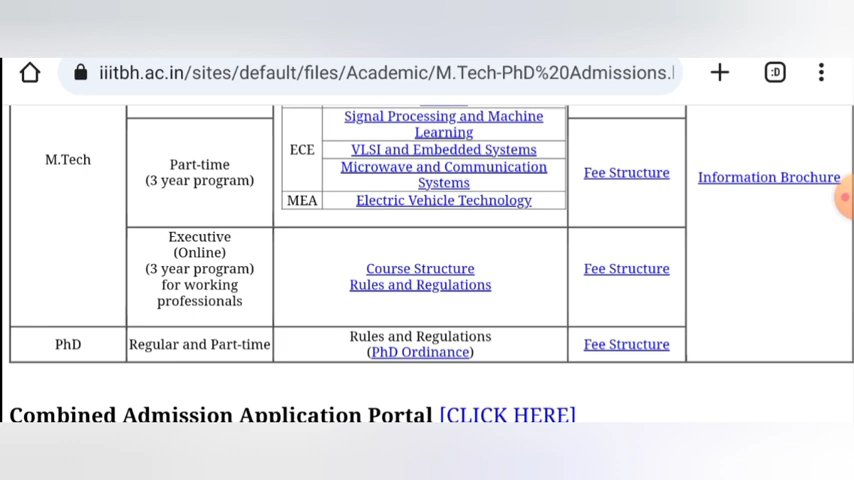 iiitbh.ac.in/sites/default/files/Academic/M.Tech-PhD%20Admissions.
:D
M.Tech
Part-time
(3 year program)
ECE
Signal Processing and Machine
Learning
VLSI and Embedded Systems
Microwave and Communication
Systems
MEA
Electric Vehicle Technology
Fee Structure
Information Brochure
Executive
(Online)
(3 year program)
for working
professionals
Course Structure
Rules and Regulations
Fee Structure
PhD
Regular and Part-time
Rules and Regulations
(PhD Ordinance)
Fee Structure
Combined Admission Application Portal [CLICK HERE]